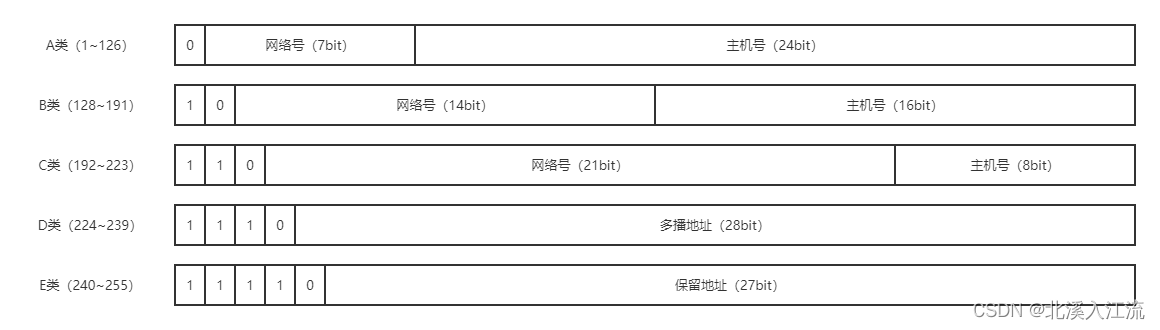 A类（1~126） 0 网络号（7bit） 主机号（24bit）
B类（128~191） 1 0 网络号（14bit） 主机号（16bit）
C类（192~223） 1 1 0 网络号（21bit） 主机号（8bit）
D类（224~239） 1 1 1 0 多播地址（28bit）
E类（240~255） 1 1 1 1 0 保留地址（27bit）
CSDN @北溪入江流